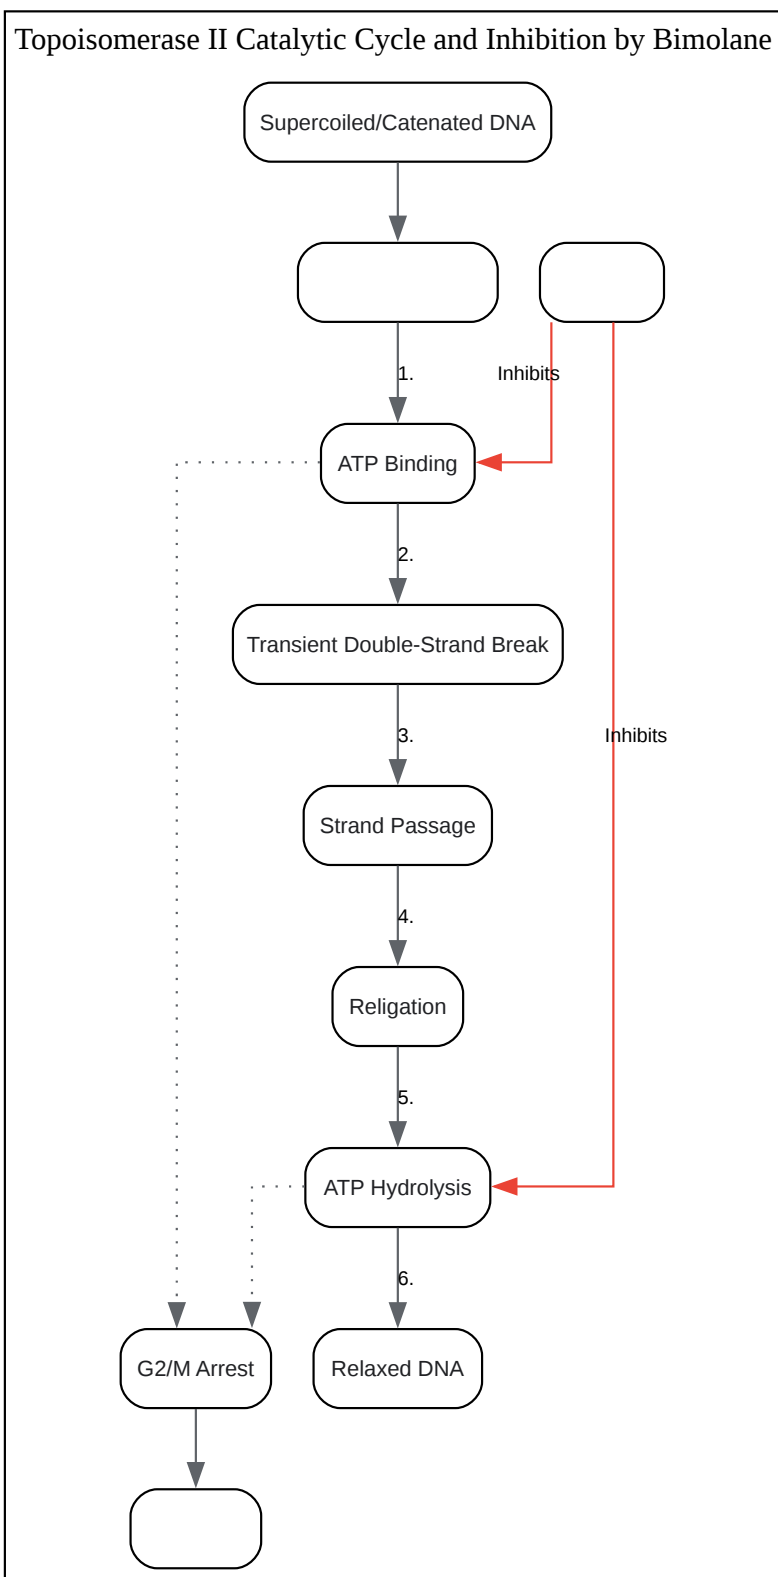 Topoisomerase II Catalytic Cycle and Inhibition by Bimolane
Supercoiled/Catenated DNA
1.
Inhibits
ATP Binding
2.
Transient Double-Strand Break
3.
Inhibits
Strand Passage
4.
Religation
5.
ATP Hydrolysis
6.
G2/M Arrest
Relaxed DNA